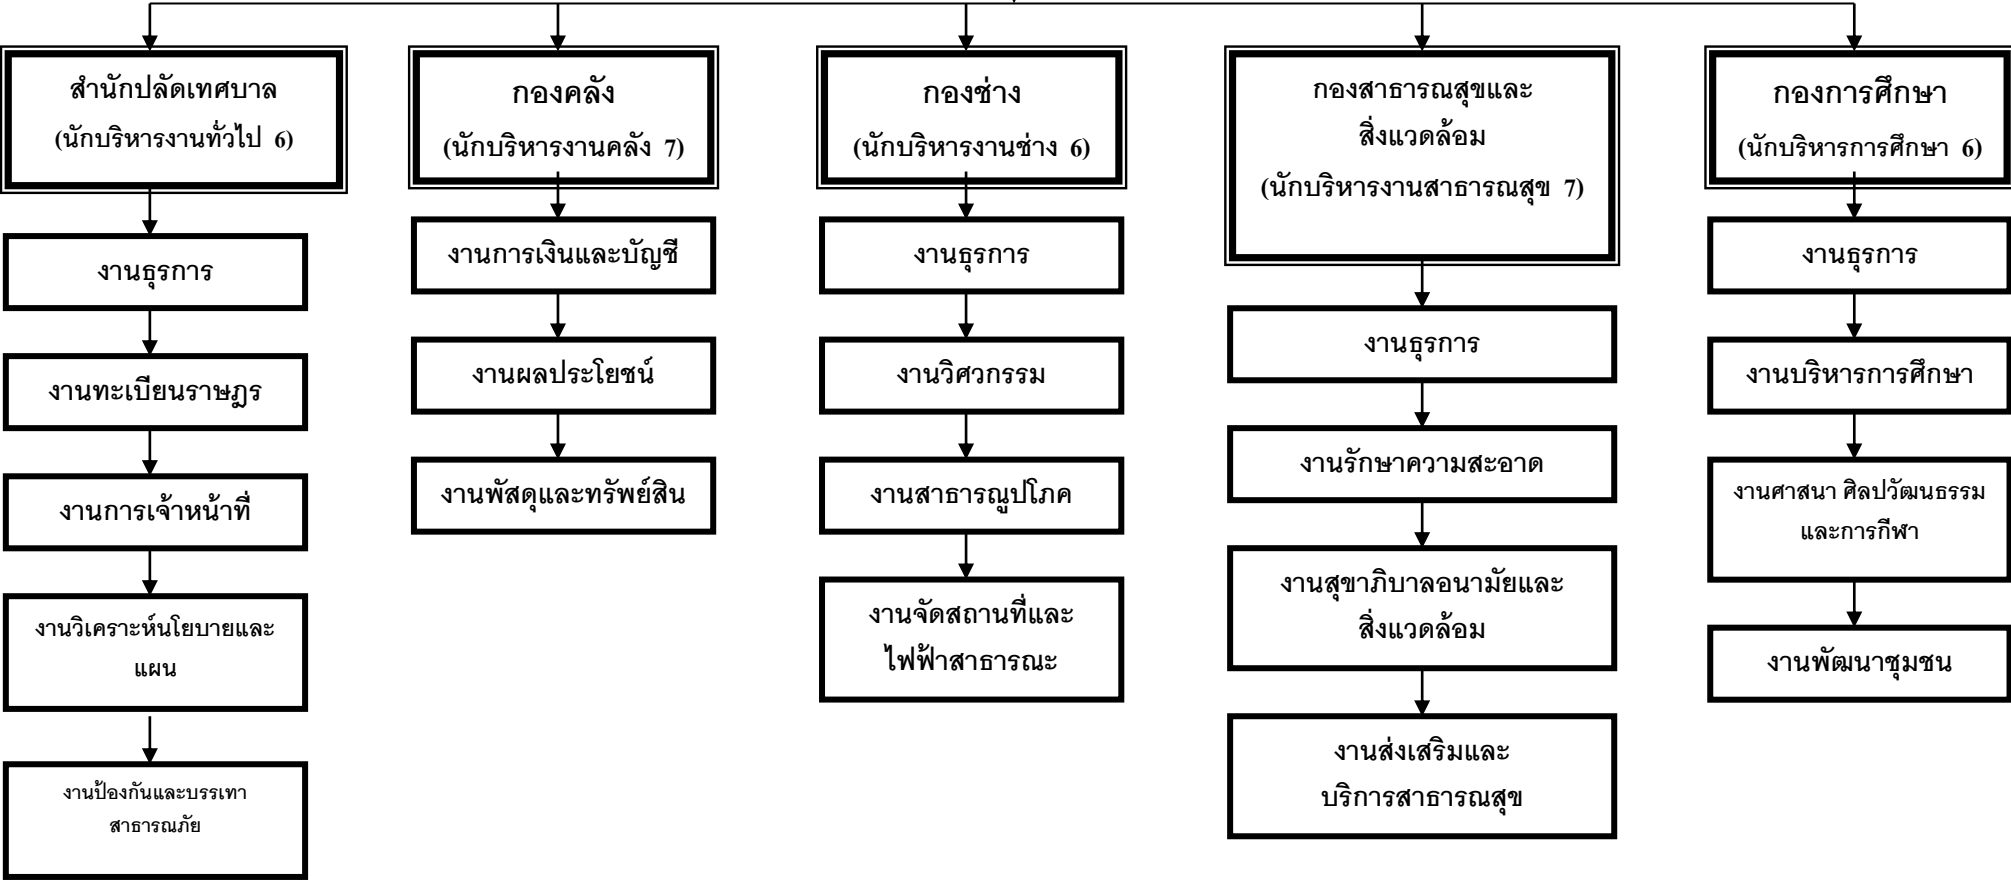 สำนักปลัดเทศบาล
(นักบริหารงานทั่วไป 6)
งานธุรการ
งานทะเบียนราษฎร
งานการเจ้าหน้าที่
งานวิเคราะห์นโยบายและ
แผน
งานป้องกันและบรรเทา
สาธารณภัย
กองคลัง
(นักบริหารงานคลัง 7)
งานการเงินและบัญชี
งานผลประโยชน์
งานพัสดุและทรัพย์สิน
กองช่าง
(นักบริหารงานช่าง 6)
งานธุรการ
งานวิศวกรรม
งานสาธารณูปโภค
งานจัดสถานที่และ
ไฟฟ้าสาธารณะ
กองสาธารณสุขและ
สิ่งแวดล้อม
(นักบริหารงานสาธารณสุข 7)
งานธุรการ
งานรักษาความสะอาด
งานสุขาภิบาลอนามัยและ
สิ่งแวดล้อม
งานส่งเสริมและ
บริการสาธารณสุข
กองการศึกษา
(นักบริหารการศึกษา 6)
งานธุรการ
งานบริหารการศึกษา
งานศาสนา ศิลปวัฒนธรรม
และการกีฬา
งานพัฒนาชุมชน